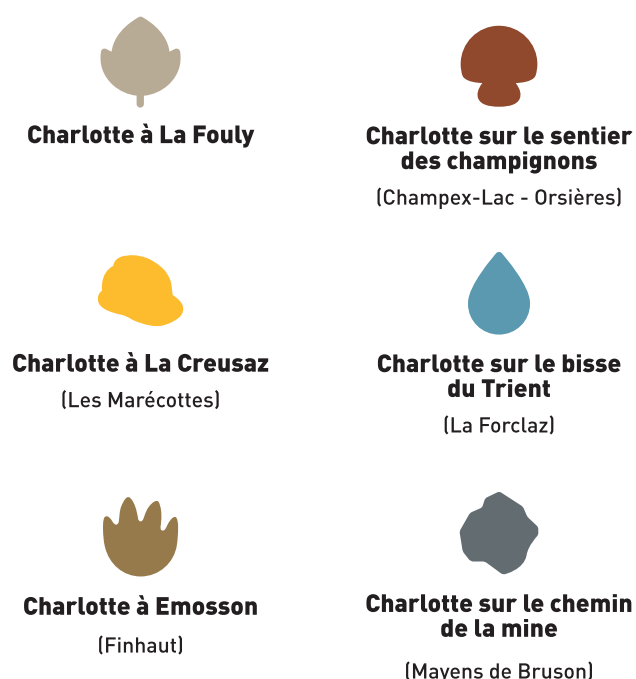 Charlotte à La Fouly
Charlotte sur le sentier
des champignons
(Champex-Lac - Orsières)
Charlotte à La Creusaz
(Les Marécottes)
Charlotte sur le bisse
du Trient
(La Forclaz)
Charlotte à Emosson
(Finhaut)
Charlotte sur le chemin
de la mine
(Mayens de Bruson)